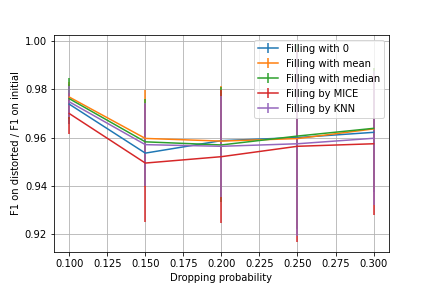 1.00
0.98
0.96
0.94
0.92
F1 on distorted / F1 on initial
Filling with 0
Filling with mean
Filling with median
Filling by MICE
Filling by KNN
0.100 0.125 0.150 0.175 0.200 0.225 0.250 0.275 0.300
Dropping probability